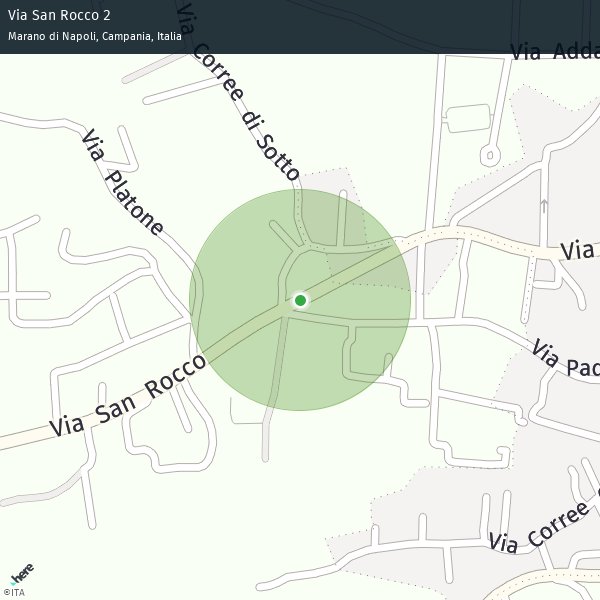 Via San Rocco 2
Marano di Napoli, Campania, Italia
Via Corree di Sotto
Via Adda
Via Platone
Via
Via San Rocco
Via Pad
Via Corree
here
©ITA